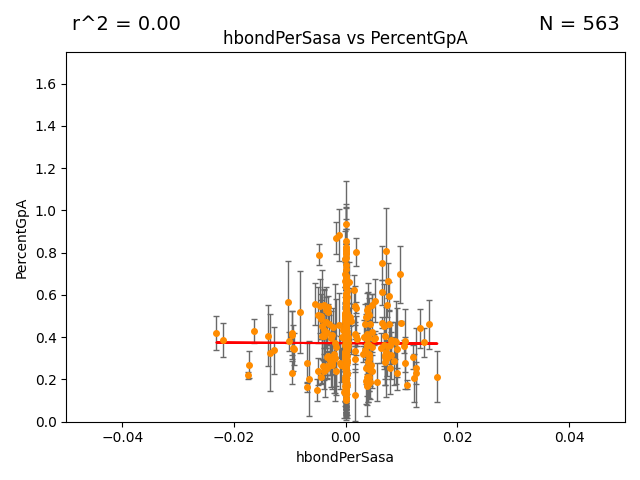 r^2 = 0.00
N = 563
hbondPerSasa vs PercentGpA
1.6
1.4
1.2
1.0
0.8
0.6
0.4
0.2
0.0
PercentGpA
−0.04
−0.02
0.00
0.02
0.04
hbondPerSasa